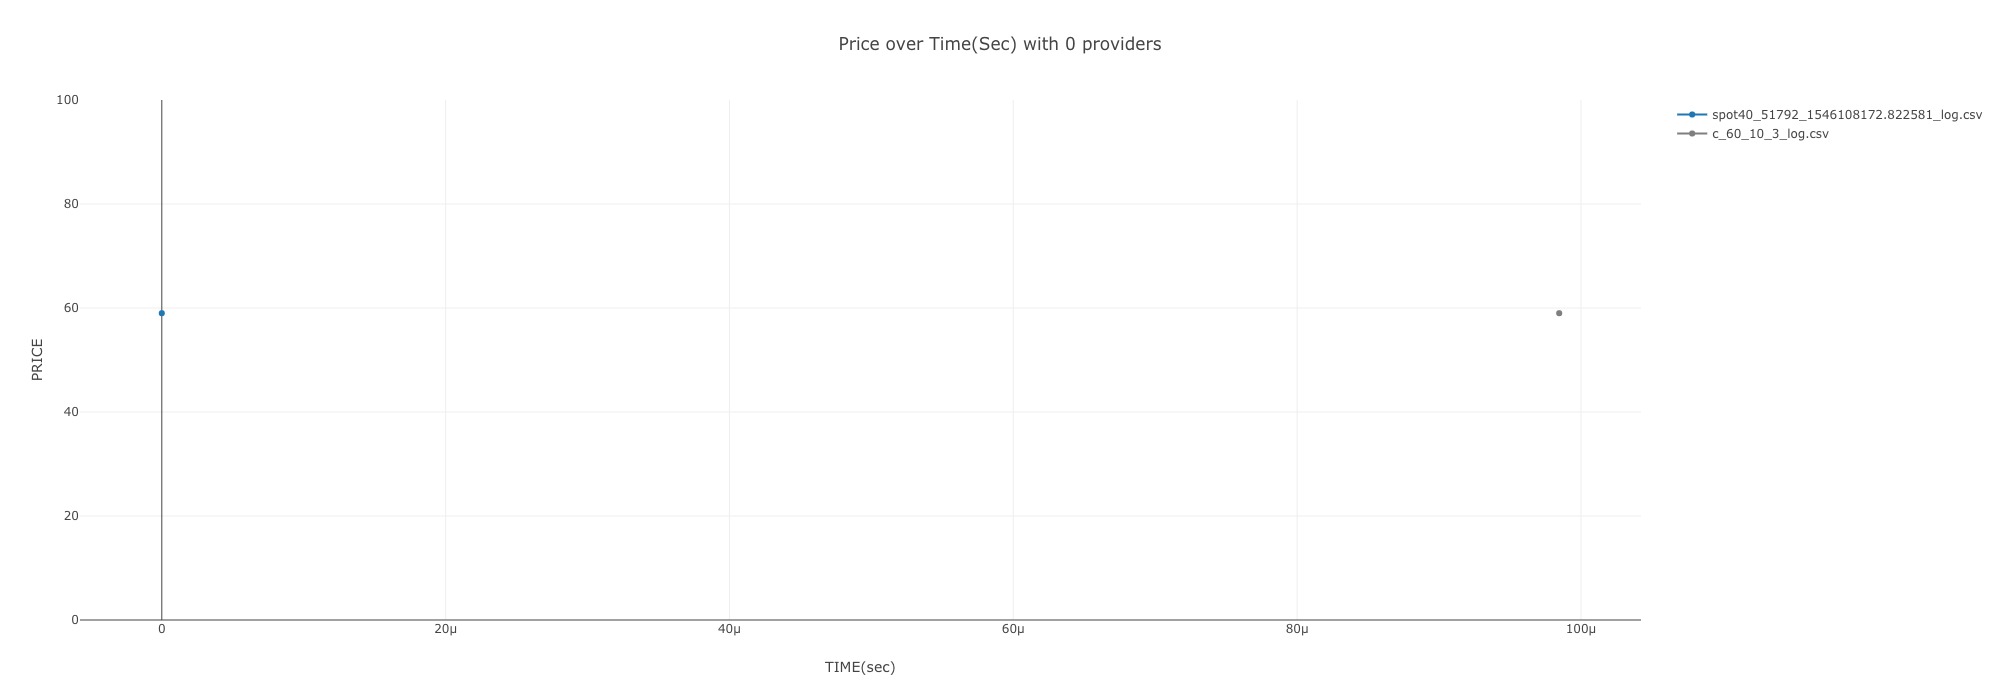 Price over Time(Sec) with 0 providers
spot40_51792_1546108172.822581_log.csv
c_60_10_3_log.csv
100
80
60
40
20
0
PRICE
0 20μ 40μ 60μ 80μ 100μ
TIME(sec)